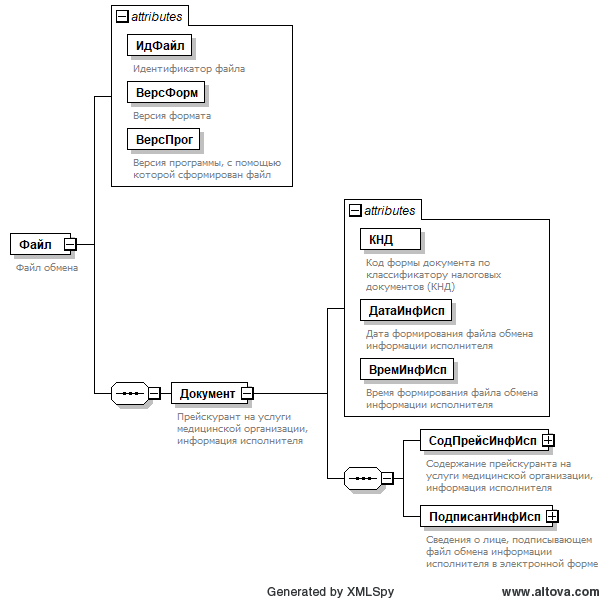 attributes
ИдФайл
Идентификатор файла
ВерсФорм
Версия формата
ВерсПрог
Версия программы, с помощью
которой сформирован файл
Файл
Файл обмена
Документ
Прейскурант на услуги
медицинской организации,
информация исполнителя
attributes
КНД
Код формы документа по
классификатору налоговых
документов (КНД)
ДатаИнфИсп
Дата формирования файла обмена
информации исполнителя
ВремИнфИсп
Время формирования файла обмена
информации исполнителя
СодПрейсИнфИсп
Содержание прейскуранта на
услуги медицинской организации,
информация исполнителя
ПодписантИнфИсп
Сведения о лице, подписывающем
файл обмена информации
исполнителя в электронной форме
Generated by XMLSpy
www.altova.com